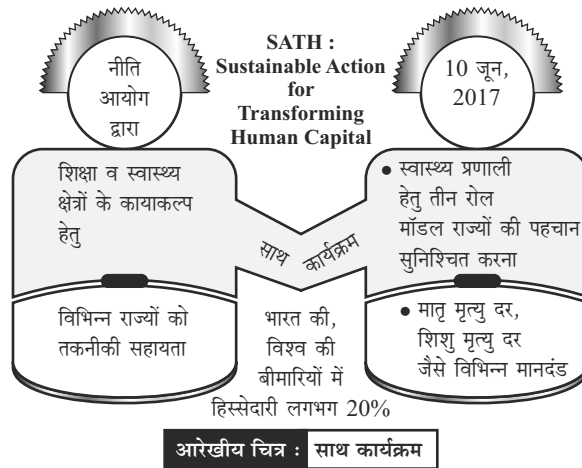 नीति
आयोग
द्वारा
SATH :
Sustainable Action
for
Transforming
Human Capital
10 जून,
2017
शिक्षा व स्वास्थ्य
क्षेत्रों के कायाकल्प
हेतु
साथ कार्यक्रम
● स्वास्थ्य प्रणाली
हेतु तीन रोल
मॉडल राज्यों की पहचान
सुनिश्चित करना
विभिन्न राज्यों को
तकनीकी सहायता
भारत की,
विश्व की
बीमारियों में
हिस्सेदारी लगभग 20%
● मातृ मृत्यु दर,
शिशु मृत्यु दर
जैसे विभिन्न मानदंड
आरेखीय चित्र : साथ कार्यक्रम